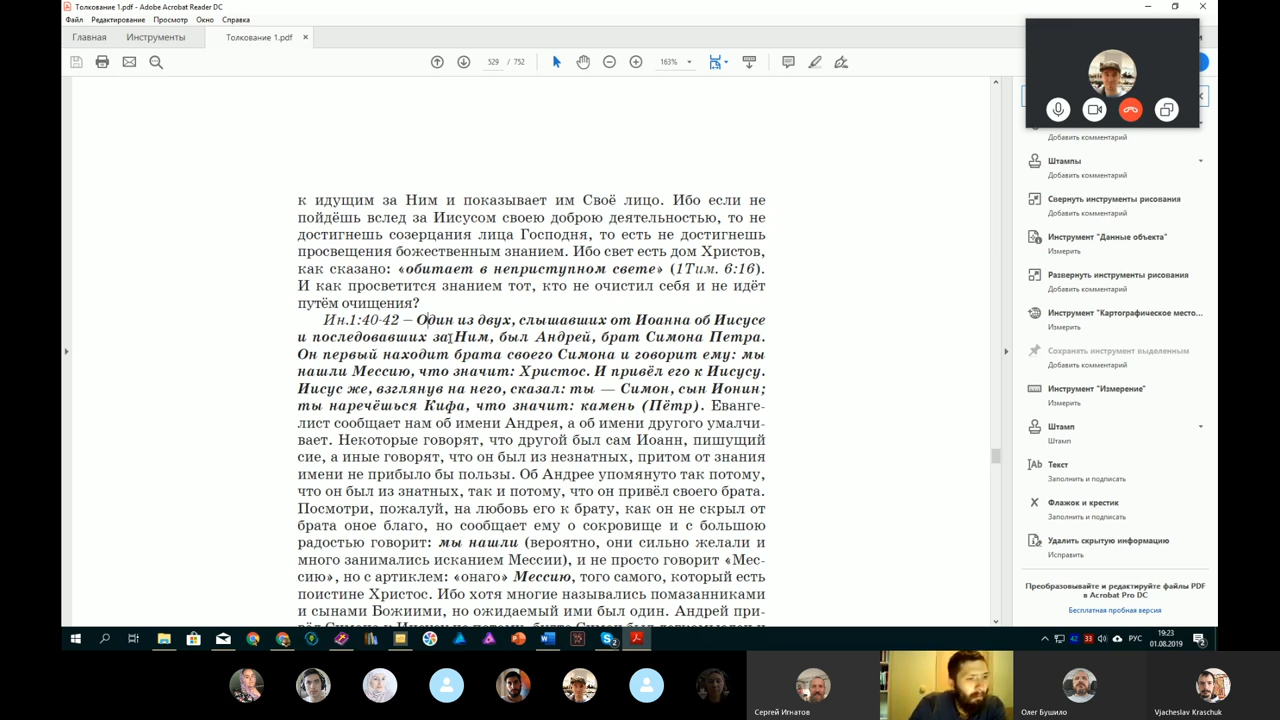 Толкование 1.pdf - Adobe Acrobat Reader DC
Файл Редактирование Просмотр Окно Справка
Главная Инструменты Толкование 1.pdf ×
529 / 752 163%
к идущим за Ним и показывает им Своё лицо. Ибо если не
пойдёшь вслед за Иисусом своею доброю деятельностью, то не
достигнешь созерцания лица Господня, то есть не достигнешь
просвещения божественным знанием. Ибо свет есть дом Христов,
как сказано: «обитает в неприступном свете» (1Тим. 6:16).
И как просветится знанием тот, кто не очистил себя и не идёт
путём очищения?
Ин.1:40-42 – Один из двух, слышавших от Иоанна об Иисусе
и последовавших за Ним, был Андрей, брат Симона Петра.
Он первый находит брата своего Симона и говорит ему: мы
нашли Мессию, что значит: Христос. И привёл его к Иисусу.
Иисус же, взглянув на него, сказал: ты — Симон, сын Ионин;
ты наречёшься Кифа, что значит: камень (Пётр). Еванге-
лист сообщает нам об имени Андрея, а об имени другого умалчи-
вает. Некоторые говорят, что другой был сам Иоанн, пишущий
сие, а иные говорят, что он был из незнатных, притом от знания
имени не прибыло бы пользы. Об Андрее упомянуто так потому,
что он был из знатных, так и потому, что он привёл своего брата.
Посмотри, пожалуй, на любовь его к брату, как он не скрыл от
брата оное благо, но сообщает ему о сокровище и с большою
радостью говорит: мы нашли (вероятно, они сильно желали и
много занимались исканием Мессии), и не просто говорит «Мес-
сию», но с артиклем: «онаго» Мессию, того самого, который есть
поистине Христос. Ибо хотя многие назывались помазанниками
и сынами Божиими, но ожидаемый ими был один. Андрей при-
Добавить комментарий
Штампы
Добавить комментарий
Свернуть инструменты рисования
Добавить комментарий
Инструмент "Данные объекта"
Измерить
Развернуть инструменты рисования
Добавить комментарий
Инструмент "Картографическое место...
Измерить
Сохранять инструмент выделенным
Добавить комментарий
Инструмент "Измерение"
Измерить
Штамп
Штамп
Текст
Заполнить и подписать
Флажок и крестик
Заполнить и подписать
Удалить скрытую информацию
Исправить
Преобразовывайте и редактируйте файлы PDF
в Acrobat Pro DC
Бесплатная пробная версия
42 33 РУС 19:23
01.08.2019
Сергей Игнатов Олег Бушило Vjacheslav Kraschuk